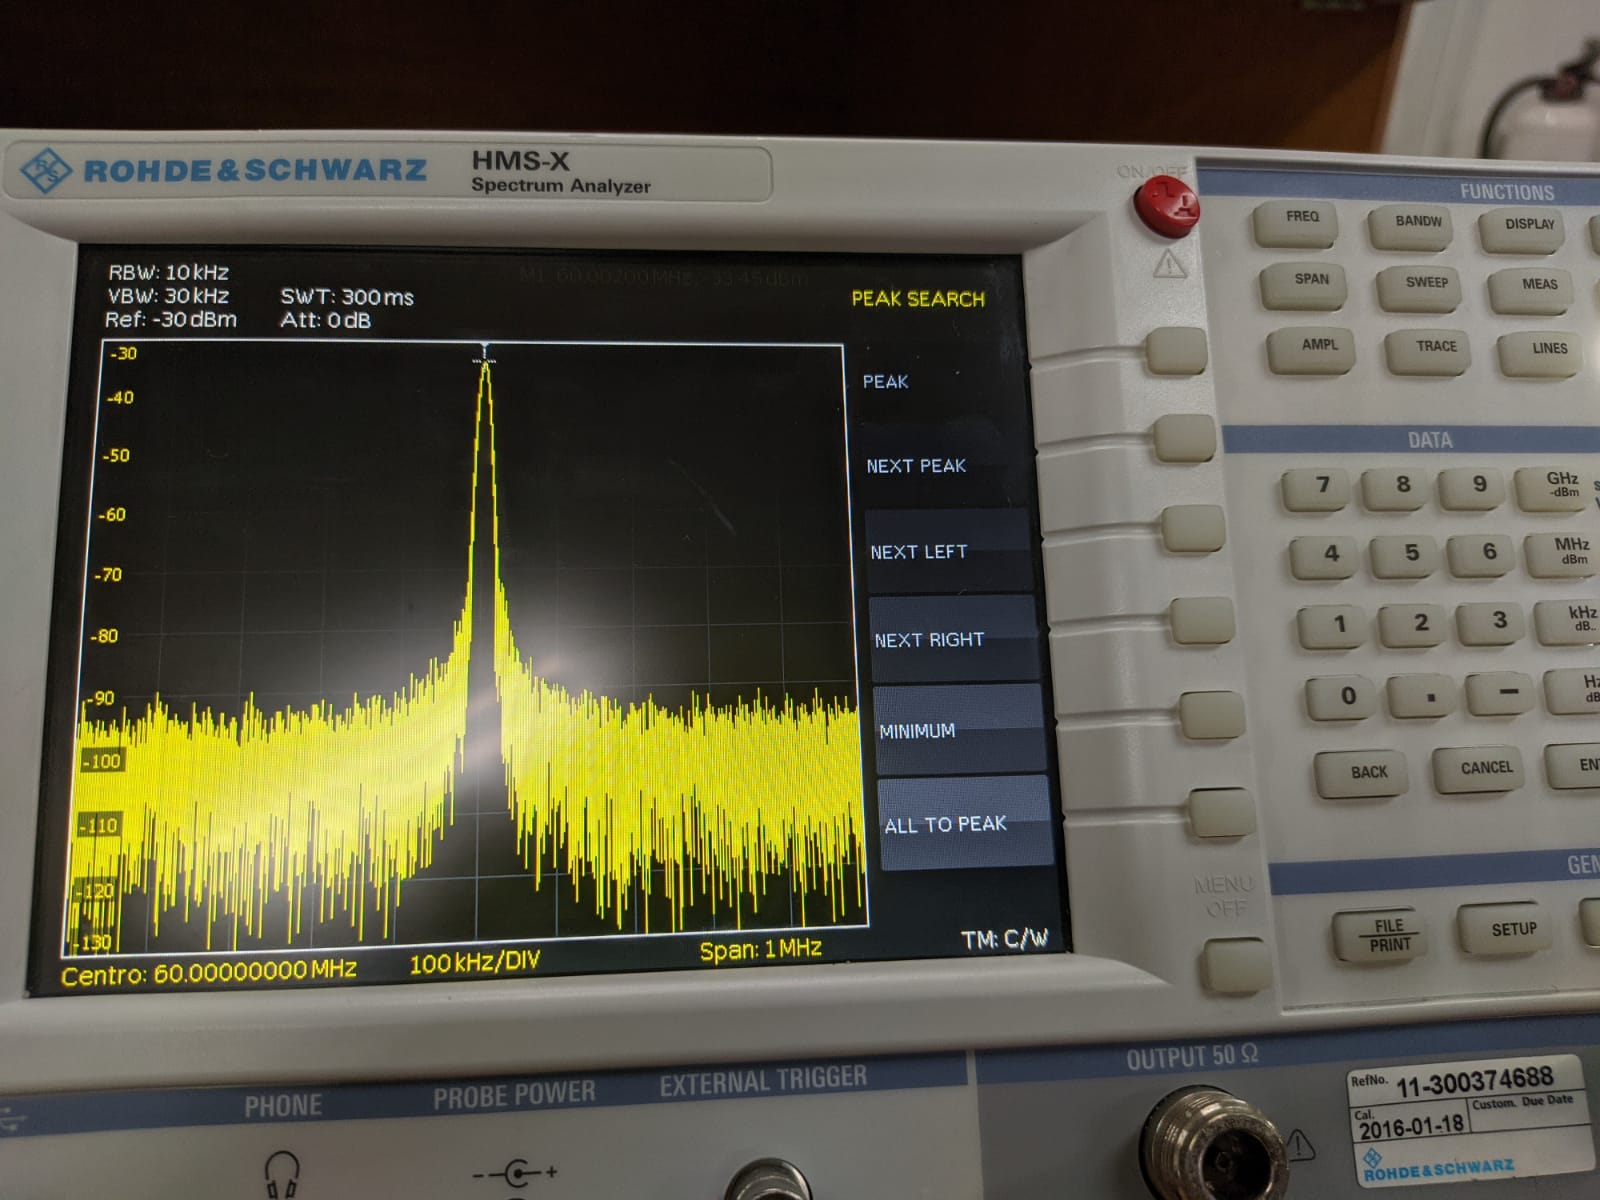 ROHDE & SCHWARZ
HMS-X
Spectrum Analyzer
ON/OFF
RBW: 10 kHz
VBW: 30 kHz SWT: 300 ms
Ref: -30 dBm Att: 0 dB
M1: 60.00200 MHz, -33.45 dBm
PEAK SEARCH
-30
-40
-50
-60
-70
-80
-90
-100
-110
-120
-130
Centro: 60.00000000 MHz
100 kHz/DIV
Span: 1 MHz
TM: C/W
PEAK
NEXT PEAK
NEXT LEFT
NEXT RIGHT
MINIMUM
ALL TO PEAK
MENU
OFF
FUNCTIONS
FREQ BANDW DISPLAY
SPAN SWEEP MEAS
AMPL TRACE LINES
DATA
7 8 9 GHz
-dBm
4 5 6 MHz
dBm
1 2 3 kHz
dB..
0 . - Hz
BACK CANCEL
FILE
PRINT
SETUP
PHONE
PROBE POWER
EXTERNAL TRIGGER
OUTPUT 50 Ω
RefNo. 11-300374688
Cal. Custom. Due Date
2016-01-18
ROHDE & SCHWARZ